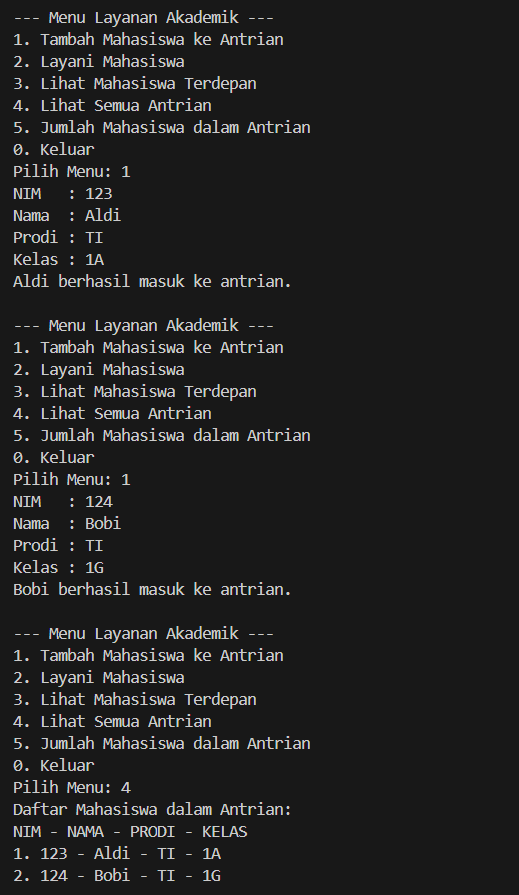 --- Menu Layanan Akademik ---
1. Tambah Mahasiswa ke Antrian
2. Layani Mahasiswa
3. Lihat Mahasiswa Terdepan
4. Lihat Semua Antrian
5. Jumlah Mahasiswa dalam Antrian
0. Keluar
Pilih Menu: 1
NIM   : 123
Nama  : Aldi
Prodi : TI
Kelas : 1A
Aldi berhasil masuk ke antrian.

--- Menu Layanan Akademik ---
1. Tambah Mahasiswa ke Antrian
2. Layani Mahasiswa
3. Lihat Mahasiswa Terdepan
4. Lihat Semua Antrian
5. Jumlah Mahasiswa dalam Antrian
0. Keluar
Pilih Menu: 1
NIM   : 124
Nama  : Bobi
Prodi : TI
Kelas : 1G
Bobi berhasil masuk ke antrian.

--- Menu Layanan Akademik ---
1. Tambah Mahasiswa ke Antrian
2. Layani Mahasiswa
3. Lihat Mahasiswa Terdepan
4. Lihat Semua Antrian
5. Jumlah Mahasiswa dalam Antrian
0. Keluar
Pilih Menu: 4
Daftar Mahasiswa dalam Antrian:
NIM - NAMA - PRODI - KELAS
1. 123 - Aldi - TI - 1A
2. 124 - Bobi - TI - 1G